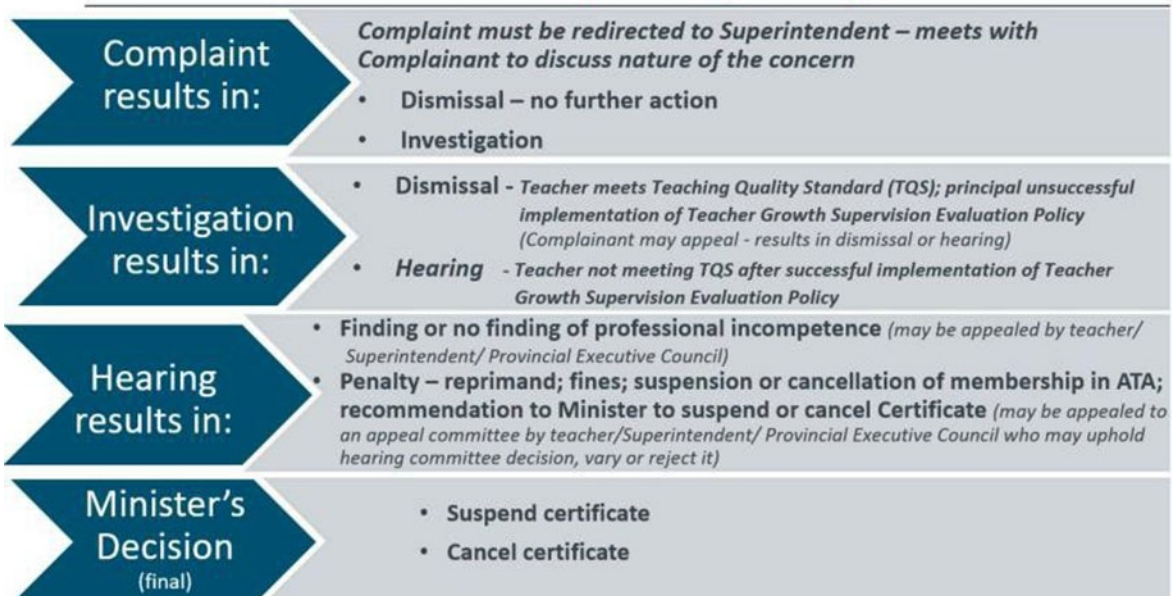 Complaint
results in:
Complaint must be redirected to Superintendent – meets with
Complainant to discuss nature of the concern
• Dismissal – no further action
• Investigation
Investigation
results in:
• Dismissal - Teacher meets Teaching Quality Standard (TQS); principal unsuccessful
implementation of Teacher Growth Supervision Evaluation Policy
(Complainant may appeal - results in dismissal or hearing)
• Hearing - Teacher not meeting TQS after successful implementation of Teacher
Growth Supervision Evaluation Policy
Hearing
results in:
• Finding or no finding of professional incompetence (may be appealed by teacher/
Superintendent/ Provincial Executive Council)
• Penalty – reprimand; fines; suspension or cancellation of membership in ATA;
recommendation to Minister to suspend or cancel Certificate (may be appealed to
an appeal committee by teacher/Superintendent/ Provincial Executive Council who may uphold
hearing committee decision, vary or reject it)
Minister's
Decision
(final)
• Suspend certificate
• Cancel certificate